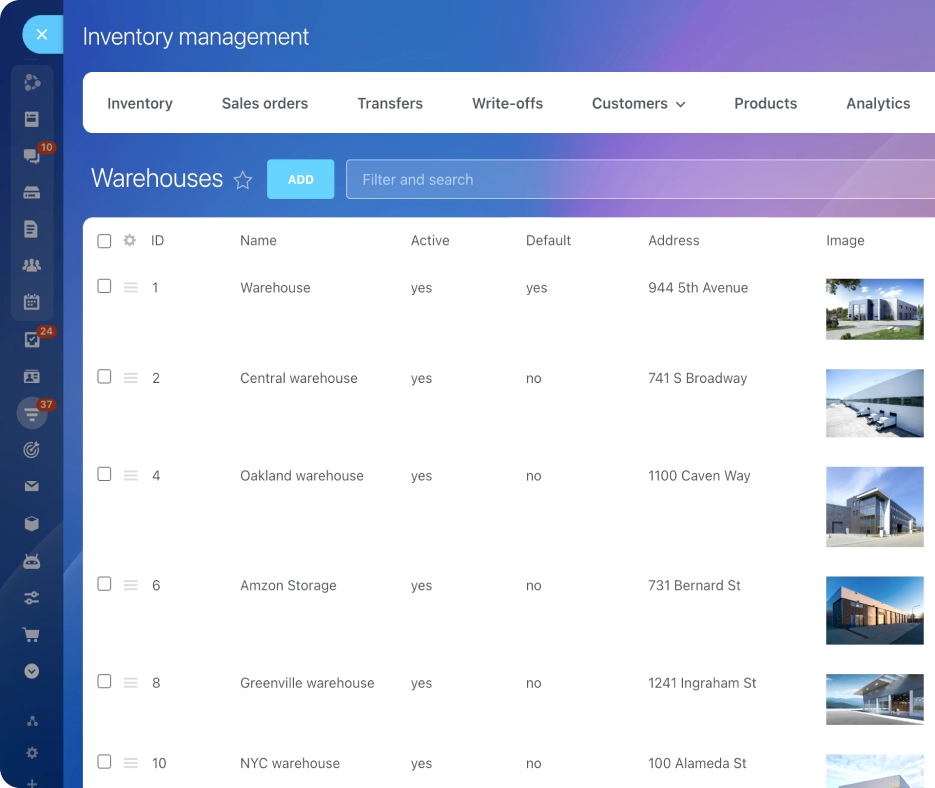 Inventory management
Inventory Sales orders Transfers Write-offs Customers Products Analytics
10
Warehouses ADD Filter and search
ID Name Active Default Address Image
1 Warehouse yes yes 944 5th Avenue
24
2 Central warehouse yes no 741 S Broadway
37
4 Oakland warehouse yes no 1100 Caven Way
6 Amzon Storage yes no 731 Bernard St
8 Greenville warehouse yes no 1241 Ingraham St
10 NYC warehouse yes no 100 Alameda St